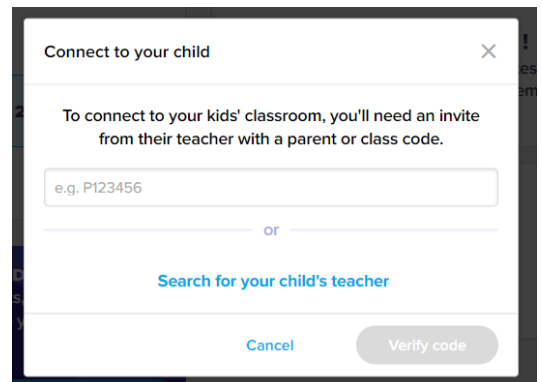 Connect to your child
To connect to your kids' classroom, you'll need an invite
from their teacher with a parent or class code.
e.g. P123456
or
Search for your child's teacher
Cancel
Verify code